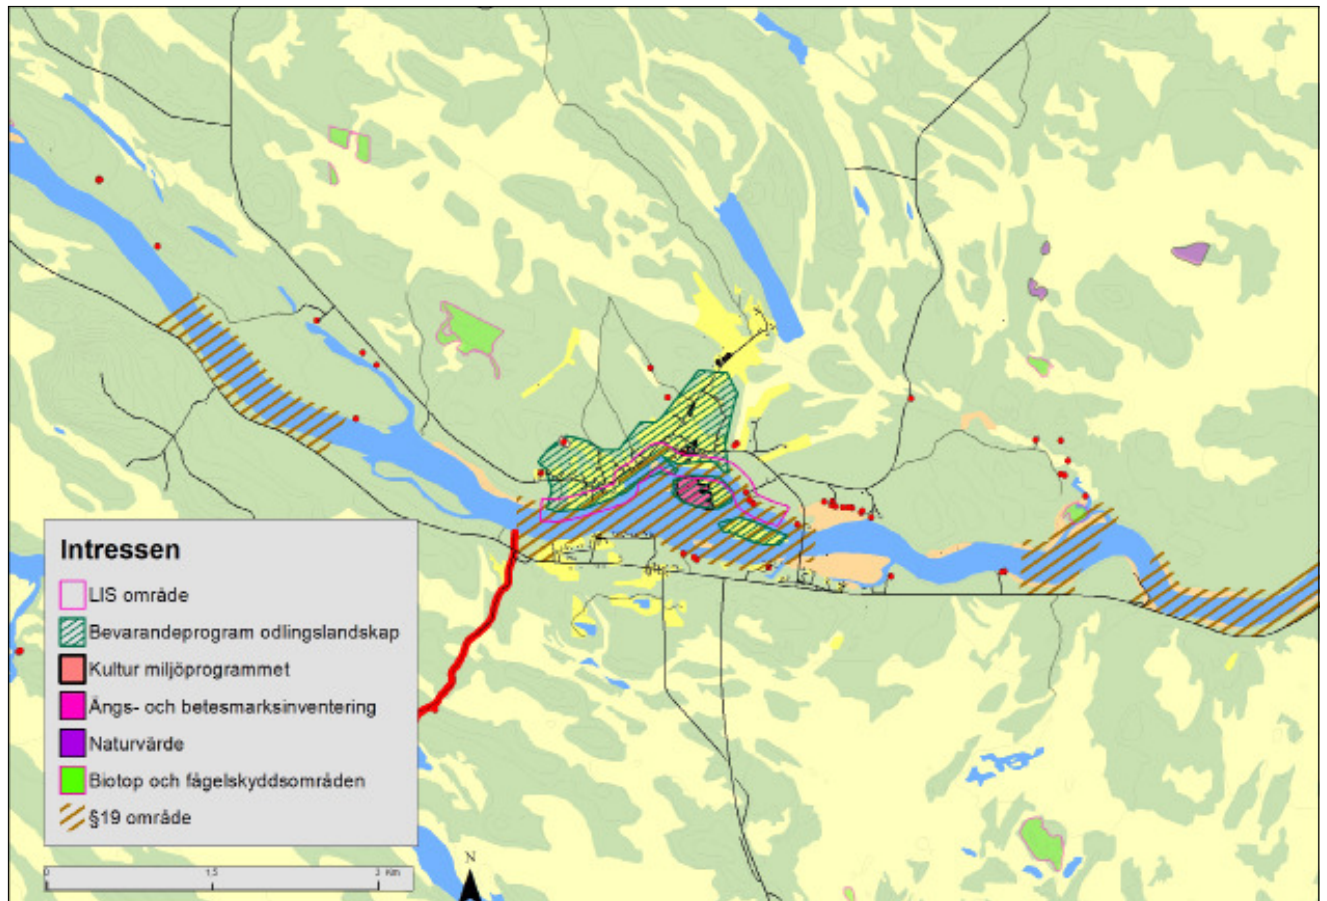 Intressen
LIS område
Bevarandeprogram odlingslandskap
Kultur miljöprogrammet
Ängs- och betesmarksinventering
Naturvärde
Biotop och fågelskyddsområden
§19 område
0 1,5 3 Km
N